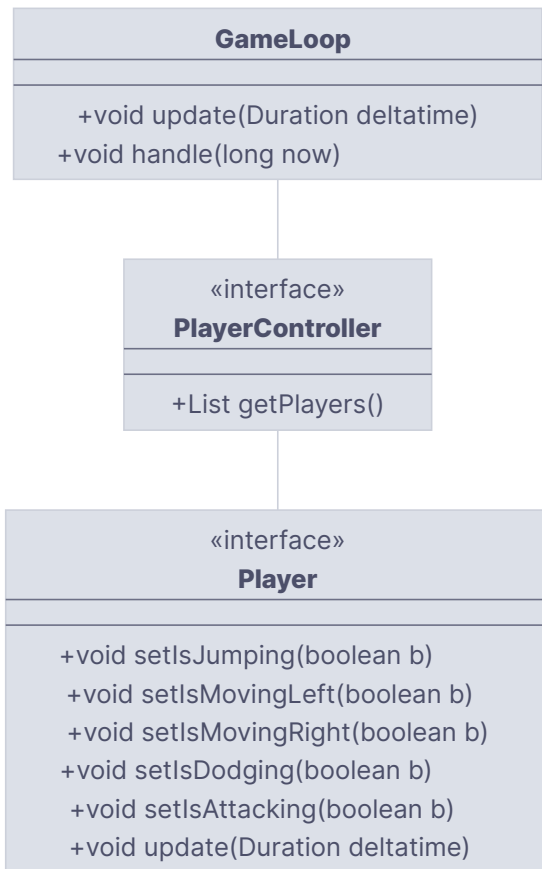 GameLoop
+void update(Duration deltatime)
+void handle(long now)
«interface»
PlayerController
+List getPlayers()
«interface»
Player
+void setIsJumping(boolean b)
+void setIsMovingLeft(boolean b)
+void setIsMovingRight(boolean b)
+void setIsDodging(boolean b)
+void setIsAttacking(boolean b)
+void update(Duration deltatime)